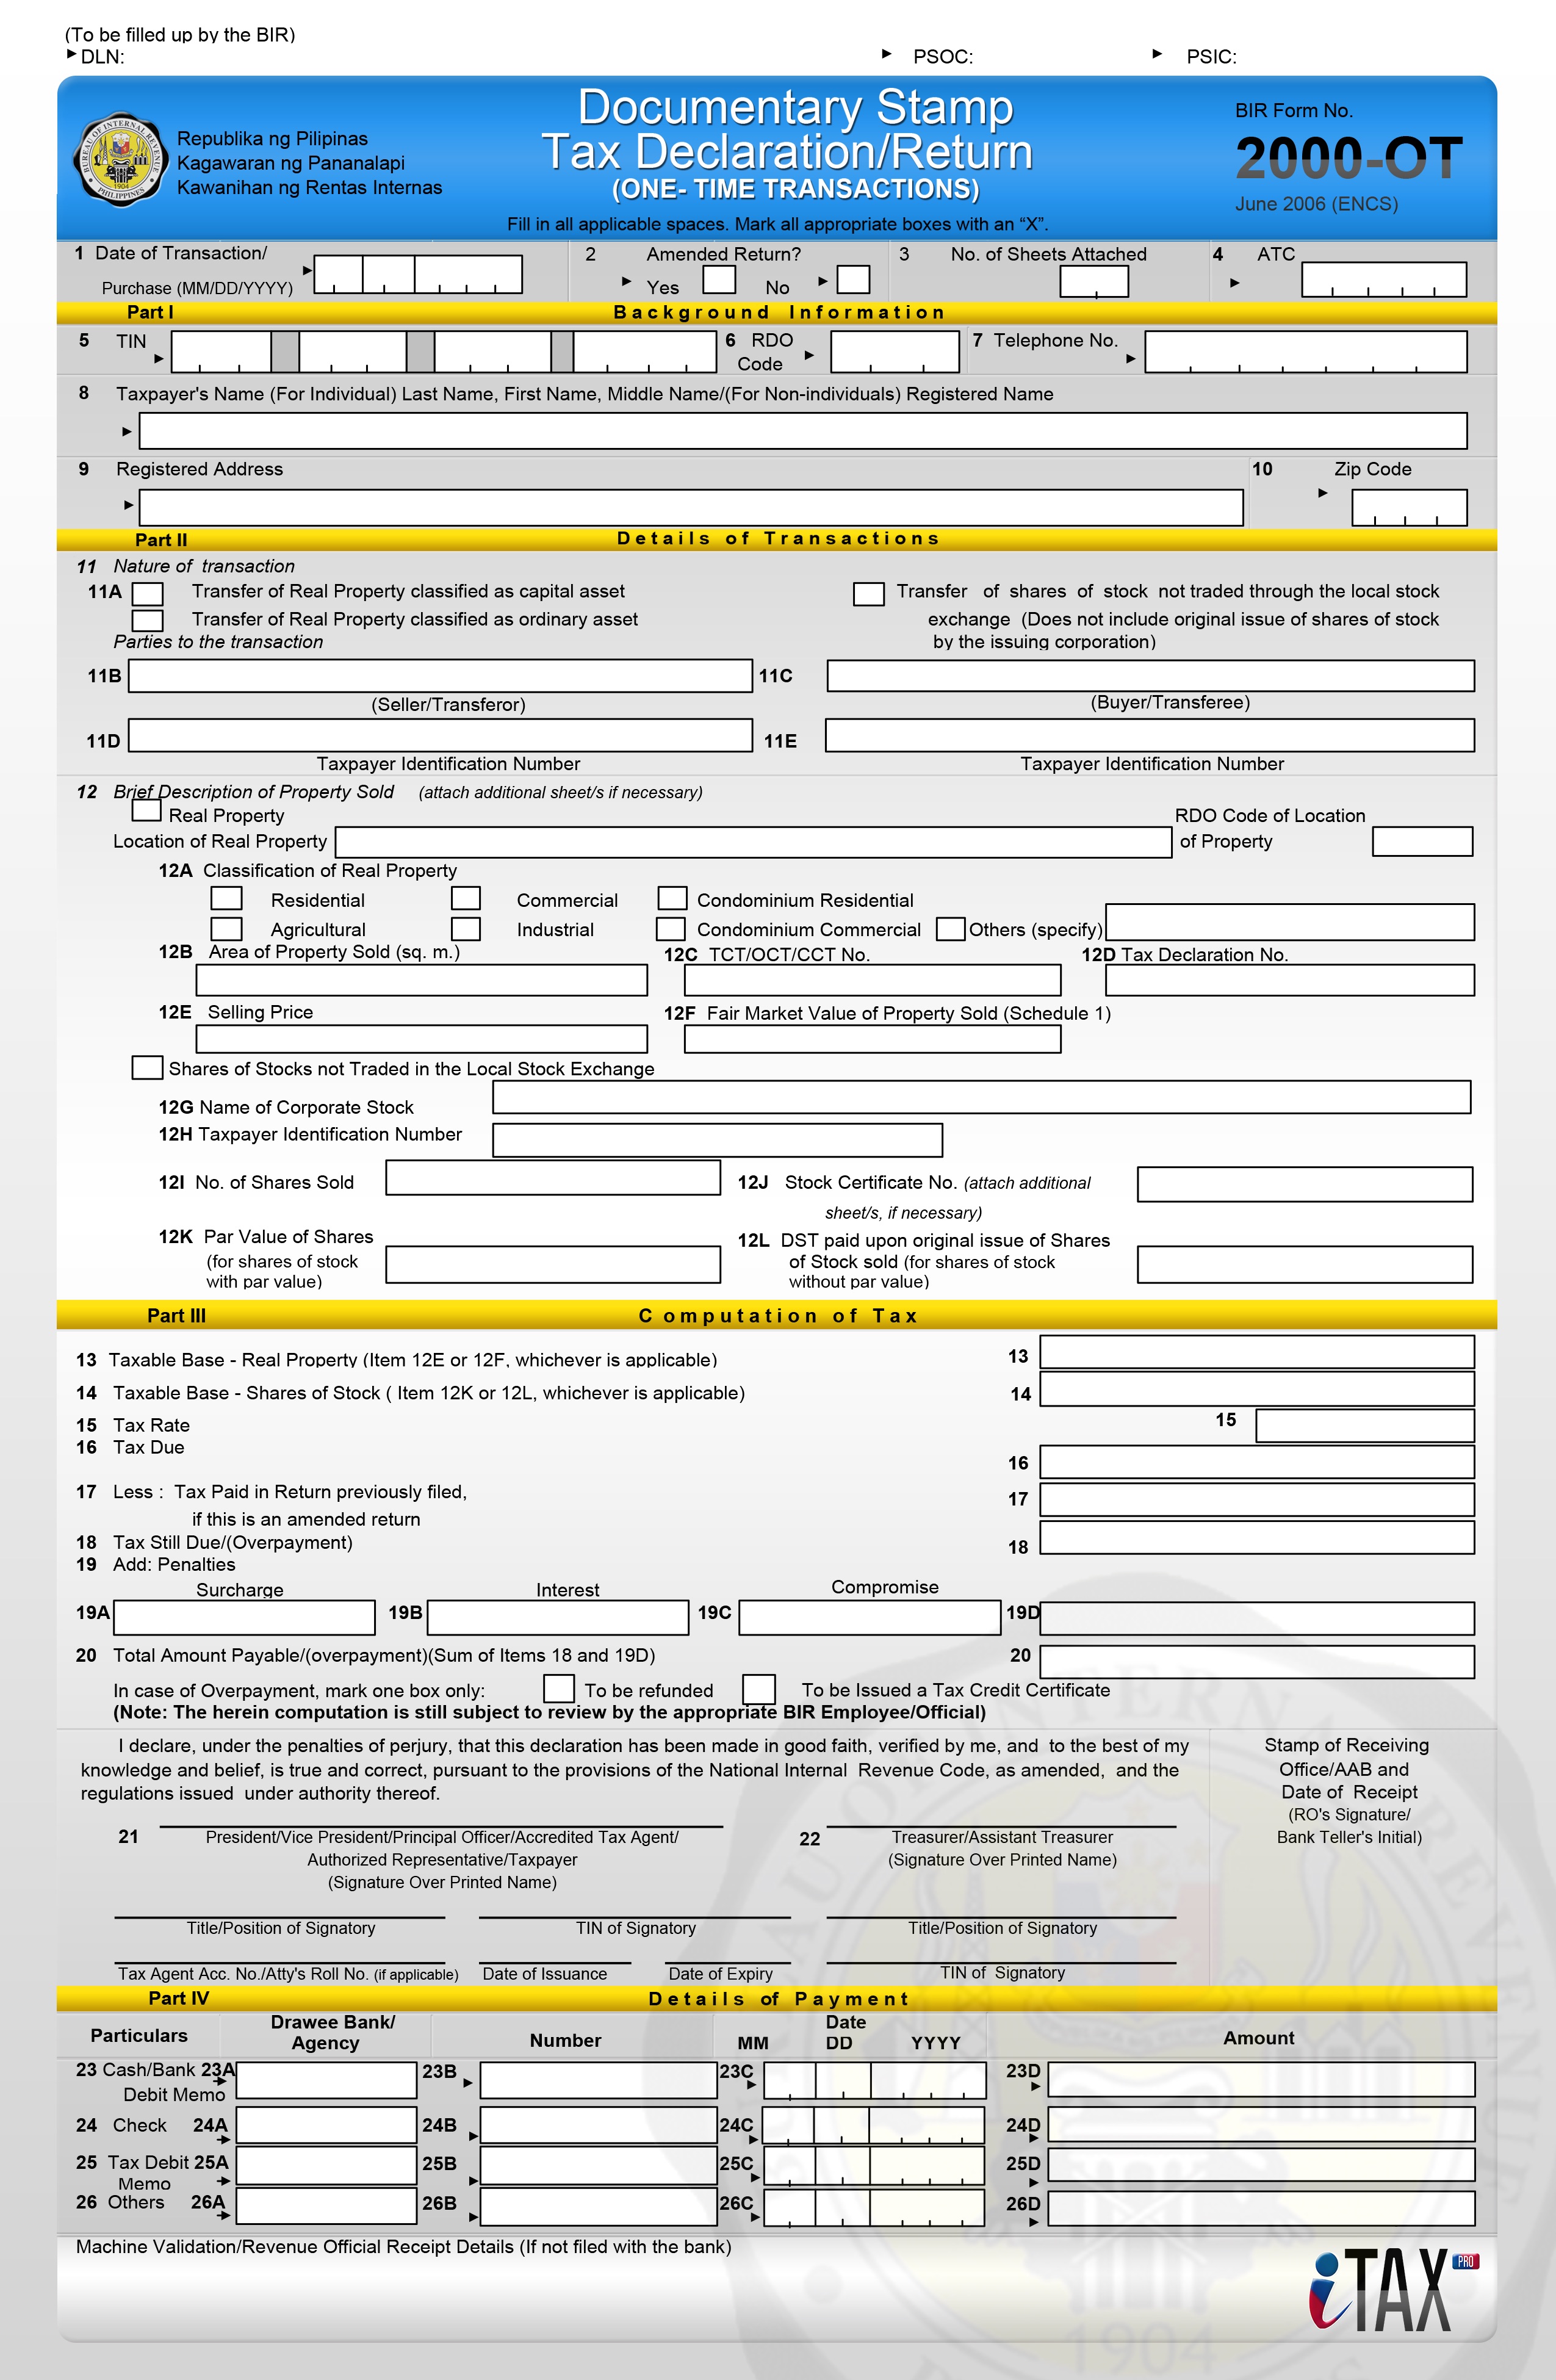 (To be filled up by the BIR)
DLN: PSOC: PSIC:
Republika ng Pilipinas
Kagawaran ng Pananalapi
Kawanihan ng Rentas Internas
BUREAU OF INTERNAL REVENUE
1904
PHILIPPINES
Documentary Stamp
Tax Declaration/Return
(ONE- TIME TRANSACTIONS)
Fill in all applicable spaces. Mark all appropriate boxes with an “X”.
BIR Form No.
2000-OT
June 2006 (ENCS)
1 Date of Transaction/
Purchase (MM/DD/YYYY)
2 Amended Return?
Yes No
3 No. of Sheets Attached
4 ATC
Part I Background Information
5 TIN
6 RDO
Code
7 Telephone No.
8 Taxpayer's Name (For Individual) Last Name, First Name, Middle Name/(For Non-individuals) Registered Name
9 Registered Address
10 Zip Code
Part II Details of Transactions
11 Nature of transaction
11A Transfer of Real Property classified as capital asset
Transfer of Real Property classified as ordinary asset
Transfer of shares of stock not traded through the local stock
exchange (Does not include original issue of shares of stock
by the issuing corporation)
Parties to the transaction
11B 11C
(Seller/Transferor) (Buyer/Transferee)
11D 11E
Taxpayer Identification Number Taxpayer Identification Number
12 Brief Description of Property Sold (attach additional sheet/s if necessary)
Real Property
Location of Real Property
RDO Code of Location
of Property
12A Classification of Real Property
Residential Commercial Condominium Residential
Agricultural Industrial Condominium Commercial Others (specify)
12B Area of Property Sold (sq. m.) 12C TCT/OCT/CCT No. 12D Tax Declaration No.
12E Selling Price 12F Fair Market Value of Property Sold (Schedule 1)
Shares of Stocks not Traded in the Local Stock Exchange
12G Name of Corporate Stock
12H Taxpayer Identification Number
12I No. of Shares Sold
12J Stock Certificate No. (attach additional
sheet/s, if necessary)
12K Par Value of Shares
(for shares of stock
with par value)
12L DST paid upon original issue of Shares
of Stock sold (for shares of stock
without par value)
Part III Computation of Tax
13 Taxable Base - Real Property (Item 12E or 12F, whichever is applicable) 13
14 Taxable Base - Shares of Stock ( Item 12K or 12L, whichever is applicable) 14
15 Tax Rate 15
16 Tax Due 16
17 Less : Tax Paid in Return previously filed, 17
if this is an amended return
18 Tax Still Due/(Overpayment) 18
19 Add: Penalties
Surcharge Interest Compromise
19A 19B 19C 19D
20 Total Amount Payable/(overpayment)(Sum of Items 18 and 19D) 20
In case of Overpayment, mark one box only: To be refunded To be Issued a Tax Credit Certificate
(Note: The herein computation is still subject to review by the appropriate BIR Employee/Official)
I declare, under the penalties of perjury, that this declaration has been made in good faith, verified by me, and to the best of my
knowledge and belief, is true and correct, pursuant to the provisions of the National Internal Revenue Code, as amended, and the
regulations issued under authority thereof.
Stamp of Receiving
Office/AAB and
Date of Receipt
(RO's Signature/
Bank Teller's Initial)
21 President/Vice President/Principal Officer/Accredited Tax Agent/
Authorized Representative/Taxpayer
(Signature Over Printed Name)
22 Treasurer/Assistant Treasurer
(Signature Over Printed Name)
Title/Position of Signatory TIN of Signatory Title/Position of Signatory
Tax Agent Acc. No./Atty's Roll No. (if applicable) Date of Issuance Date of Expiry TIN of Signatory
Part IV Details of Payment
Particulars
Drawee Bank/
Agency
Number
Date
MM DD YYYY
Amount
23 Cash/Bank 23A 23B 23C 23D
Debit Memo
24 Check 24A 24B 24C 24D
25 Tax Debit 25A 25B 25C 25D
Memo
26 Others 26A 26B 26C 26D
Machine Validation/Revenue Official Receipt Details (If not filed with the bank)
iTAX PRO
BUREAU OF INTERNAL REVENUE
1904